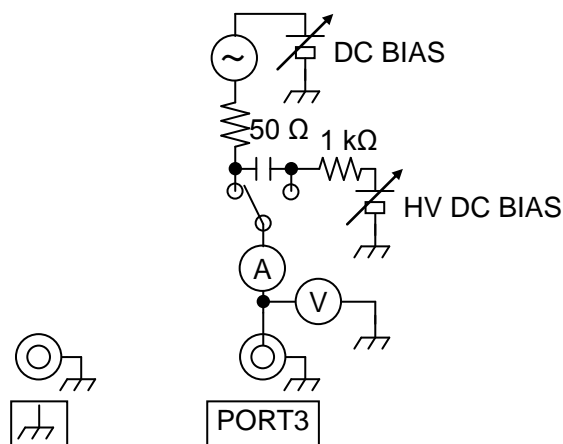 ~
DC BIAS
50 Ω
1 kΩ
HV DC BIAS
A
V
PORT3